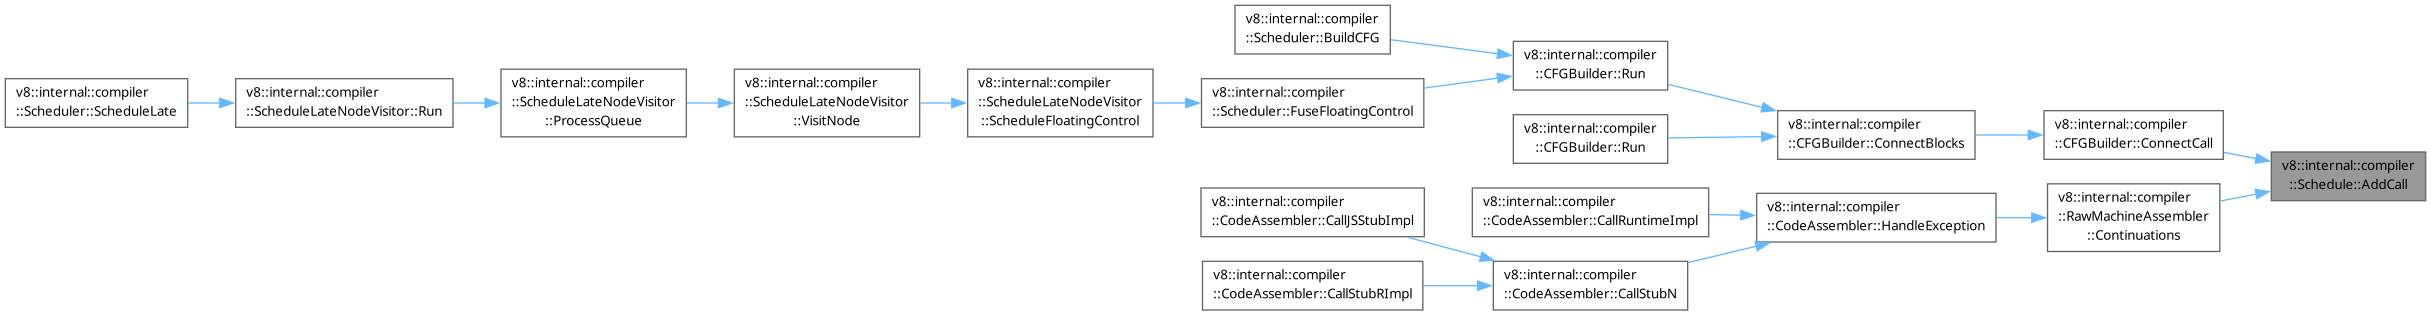 v8::internal::compiler
::Scheduler::ScheduleLate
v8::internal::compiler
::ScheduleLateNodeVisitor::Run
v8::internal::compiler
::ScheduleLateNodeVisitor
::ProcessQueue
v8::internal::compiler
::ScheduleLateNodeVisitor
::VisitNode
v8::internal::compiler
::ScheduleLateNodeVisitor
::ScheduleFloatingControl
v8::internal::compiler
::Scheduler::BuildCFG
v8::internal::compiler
::Scheduler::FuseFloatingControl
v8::internal::compiler
::CFGBuilder::Run
v8::internal::compiler
::CFGBuilder::Run
v8::internal::compiler
::CFGBuilder::ConnectBlocks
v8::internal::compiler
::CFGBuilder::ConnectCall
v8::internal::compiler
::Schedule::AddCall
v8::internal::compiler
::CodeAssembler::CallJSStubImpl
v8::internal::compiler
::CodeAssembler::CallRuntimeImpl
v8::internal::compiler
::CodeAssembler::HandleException
v8::internal::compiler
::RawMachineAssembler
::Continuations
v8::internal::compiler
::CodeAssembler::CallStubRImpl
v8::internal::compiler
::CodeAssembler::CallStubN